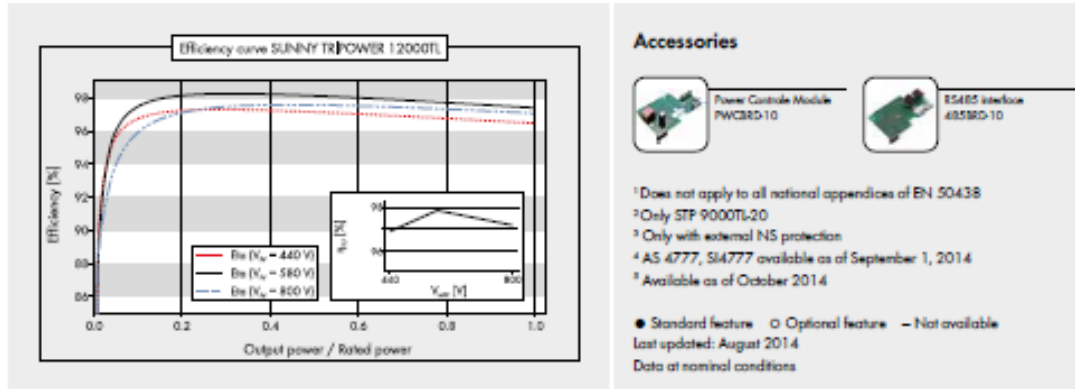 Efficiency curve SUNNY TRIPOWER 12000TL
98
96
94
92
90
88
86
Efficiency [%]
0.0 0.2 0.4 0.6 0.8 1.0
Output power / Rated power
Eta (V = 440 V)
Eta (V = 580 V)
Eta (V = 800 V)
98
96
[%]
440 800
[V]
Accessories
Power Controle Module
PWCBRD-10
RS485 interface
485BRD-10
¹ Does not apply to all national appendices of EN 50438
² Only STP 9000TL-20
³ Only with external NS protection
⁴ AS 4777, SI4777 available as of September 1, 2014
⁵ Available as of October 2014
● Standard feature ○ Optional feature – Not available
Last updated: August 2014
Data at nominal conditions